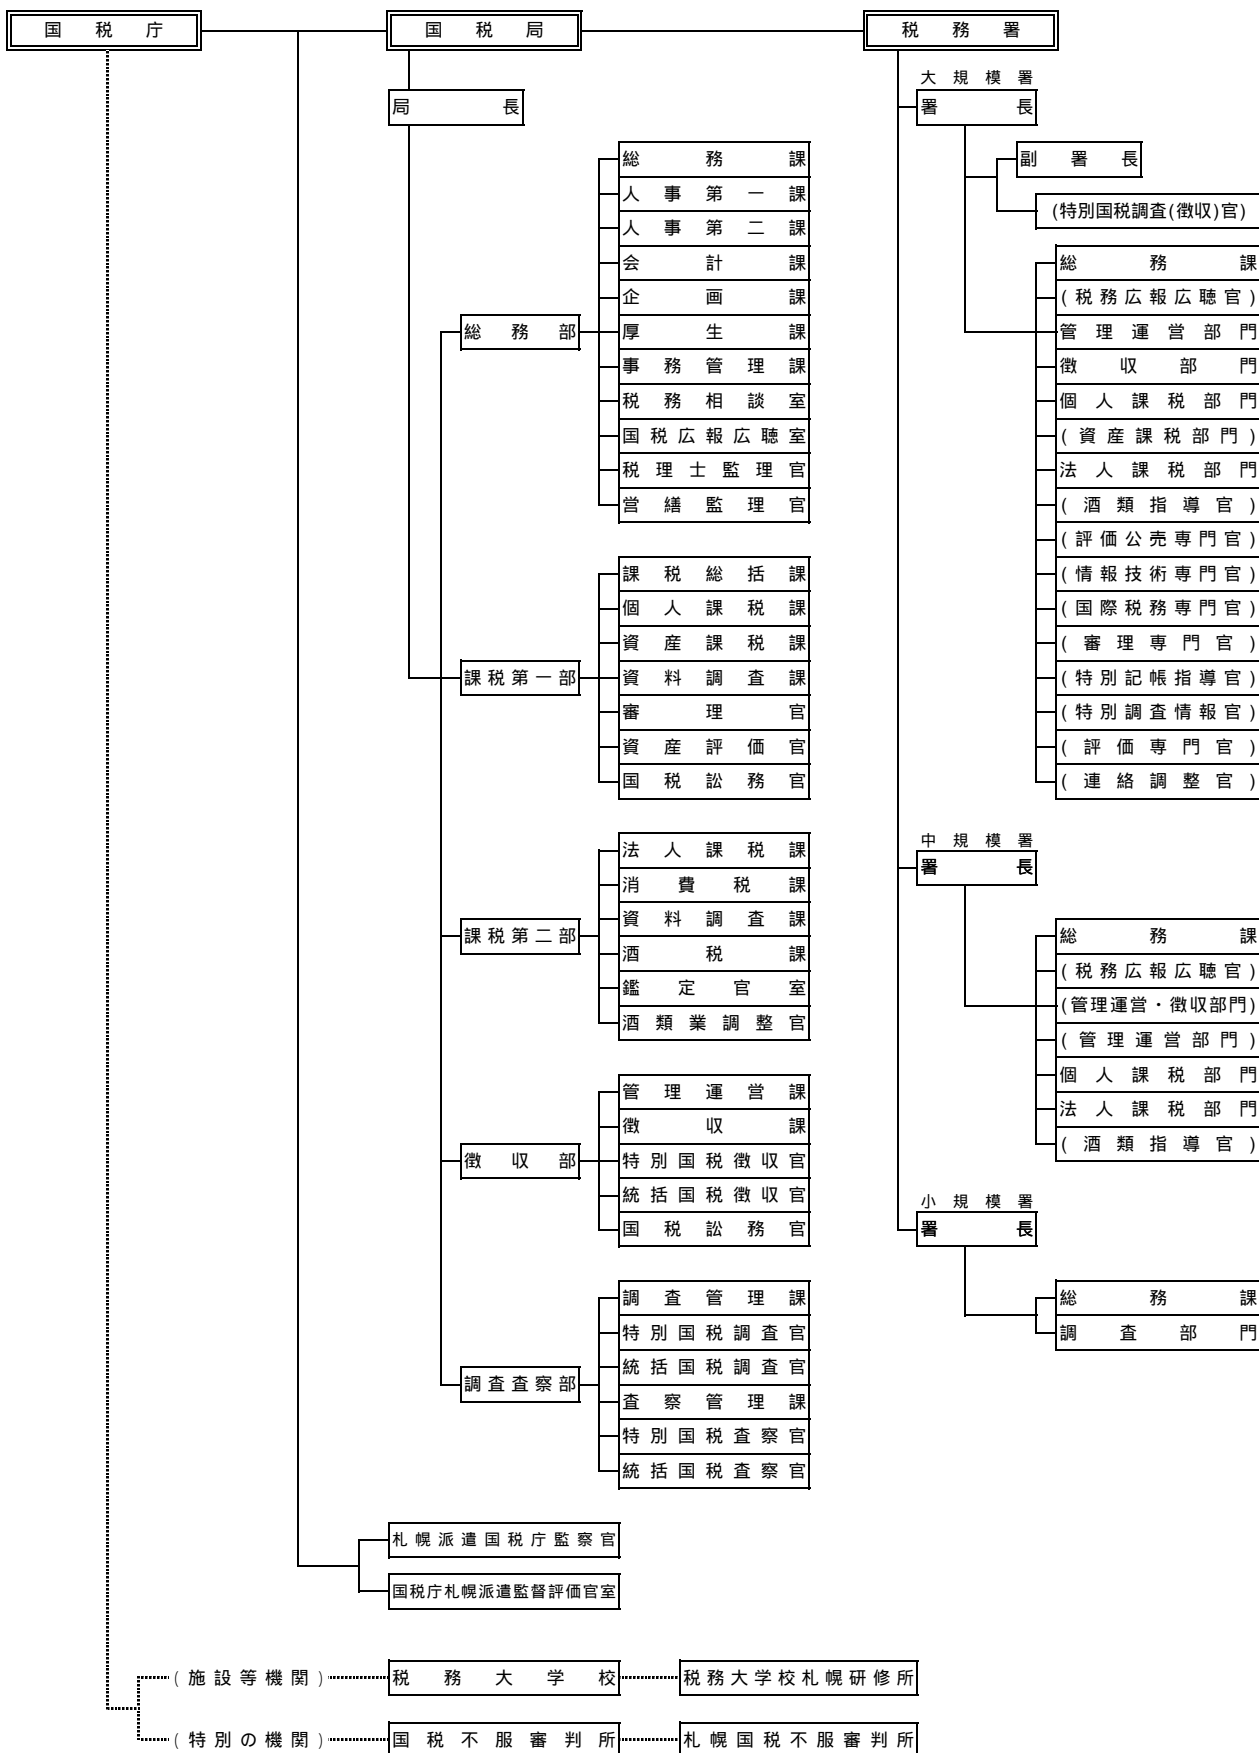 国税庁
国税局
局長
総務部
総務課
人事第一課
人事第二課
会計課
企画課
厚生課
事務管理課
税務相談室
国税広報広聴室
税理士監理官
営繕監理官
課税第一部
課税総括課
個人課税課
資産課税課
資料調査課
審理官
資産評価官
国税訟務官
課税第二部
法人課税課
消費税課
資料調査課
酒税課
鑑定官室
酒類業調整官
徴収部
管理運営課
徴収課
特別国税徴収官
統括国税徴収官
国税訟務官
調査査察部
調査管理課
特別国税調査官
統括国税調査官
査察管理課
特別国税査察官
統括国税査察官
税務署
大規模署
署長
副署長
(特別国税調査(徴収)官)
総務課
(税務広報広聴官)
管理運営部門
徴収部門
個人課税部門
(資産課税部門)
法人課税部門
(酒類指導官)
(評価公売専門官)
(情報技術専門官)
(国際税務専門官)
(審理専門官)
(特別記帳指導官)
(特別調査情報官)
(評価専門官)
(連絡調整官)
中規模署
署長
総務課
(税務広報広聴官)
(管理運営・徴収部門)
(管理運営部門)
個人課税部門
法人課税部門
(酒類指導官)
小規模署
署長
総務課
調査部門
札幌派遣国税庁監察官
国税庁札幌派遣監督評価官室
(施設等機関)
税務大学校
税務大学校札幌研修所
(特別の機関)
国税不服審判所
札幌国税不服審判所